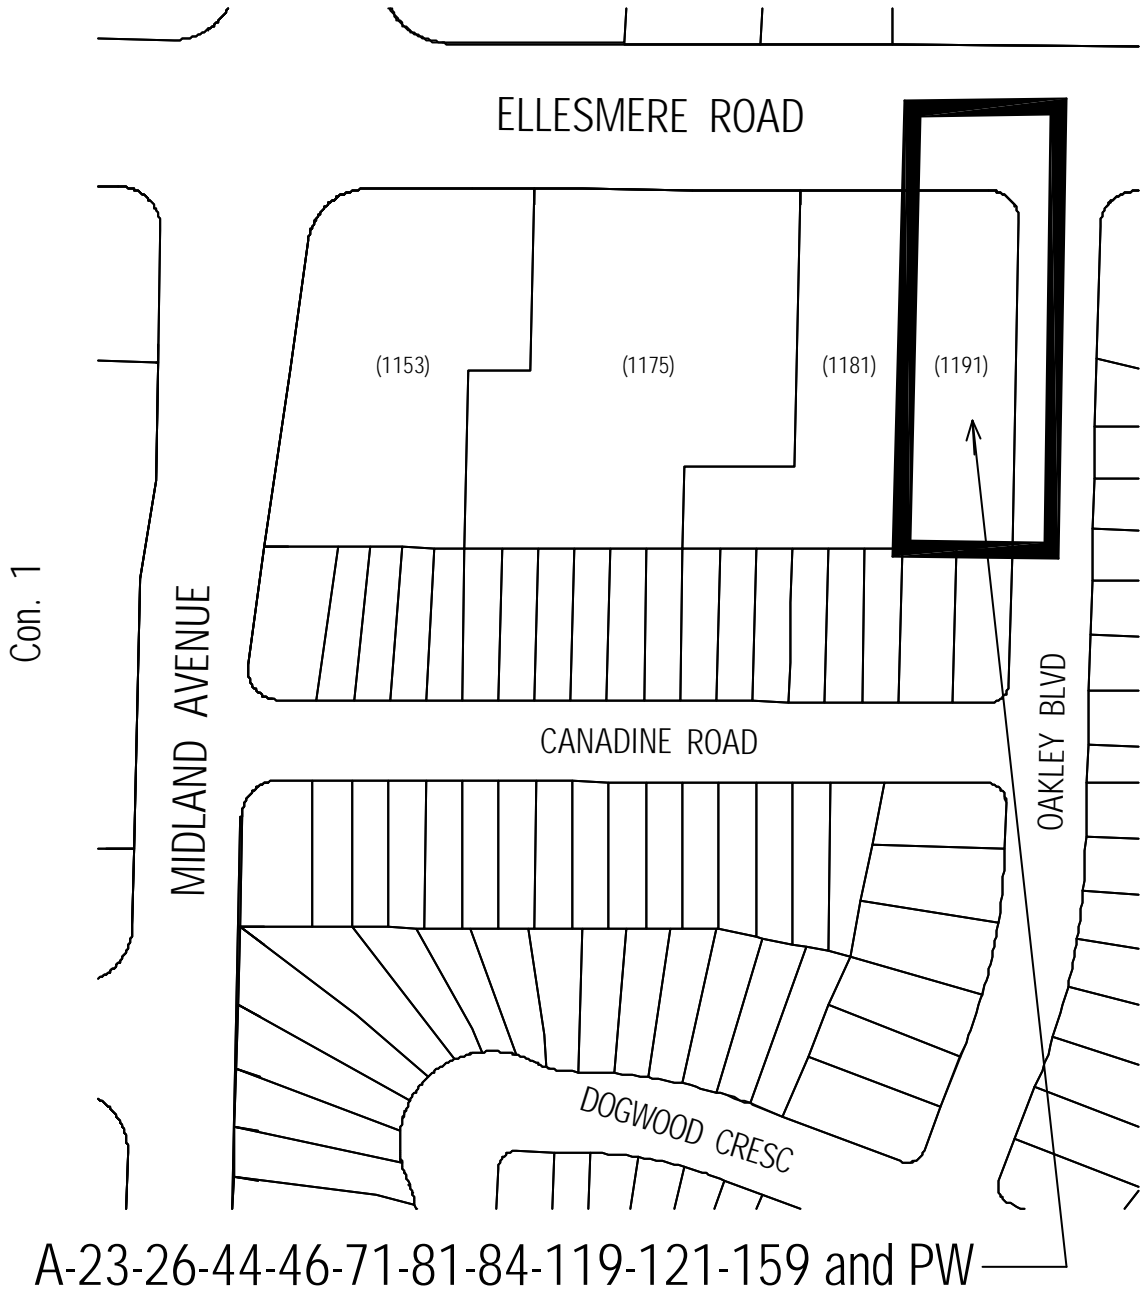 ELLESMERE ROAD
(1153)
(1175)
(1181)
(1191)
Con. 1
MIDLAND AVENUE
CANADINE ROAD
OAKLEY BLVD
DOGWOOD CRESC
A-23-26-44-46-71-81-84-119-121-159 and PW